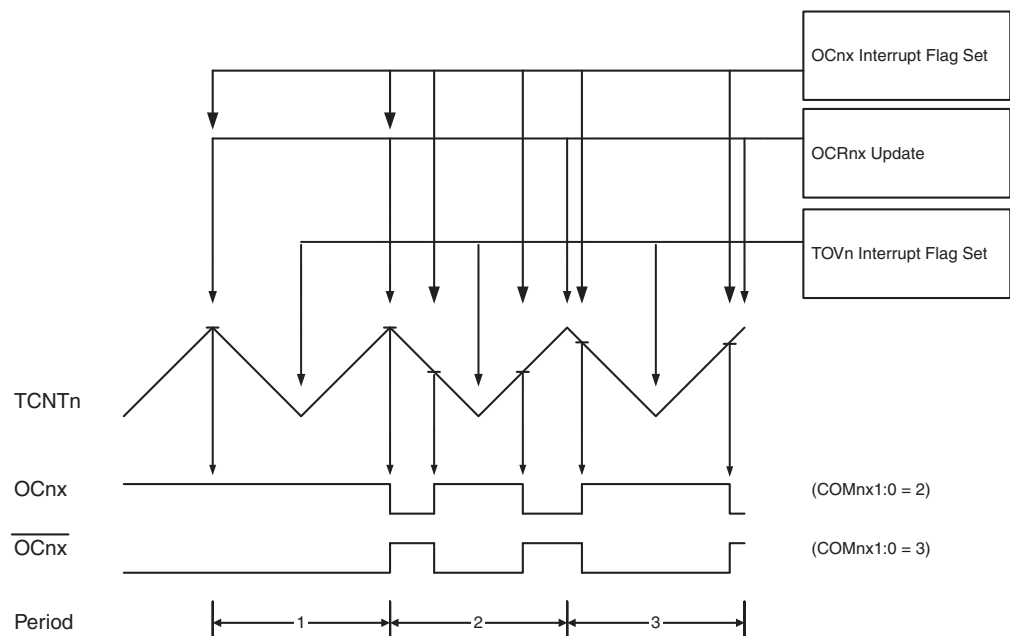 OCnx Interrupt Flag Set
OCRnx Update
TOVn Interrupt Flag Set
TCNTn
OCnx
(COMnx1:0 = 2)
OCnx
(COMnx1:0 = 3)
Period
1
2
3